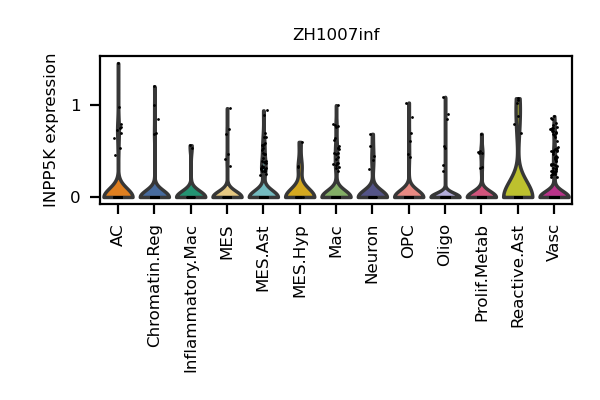 ZH1007inf
INPP5K expression
1
0
AC
Chromatin.Reg
Inflammatory.Mac
MES
MES.Ast
MES.Hyp
Mac
Neuron
OPC
Oligo
Prolif.Metab
Reactive.Ast
Vasc